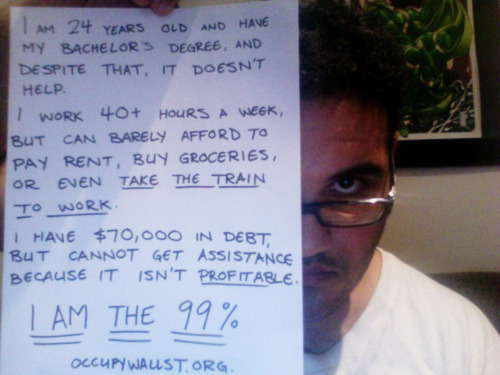 I AM 24 YEARS OLD AND HAVE
MY BACHELOR'S DEGREE, AND
DESPITE THAT, IT DOESN'T
HELP.
I WORK 40+ HOURS A WEEK,
BUT CAN BARELY AFFORD TO
PAY RENT, BUY GROCERIES,
OR EVEN TAKE THE TRAIN
TO WORK.
I HAVE $70,000 IN DEBT,
BUT CANNOT GET ASSISTANCE
BECAUSE IT ISN'T PROFITABLE.
I AM THE 99%
OCCUPYWALLST.ORG.